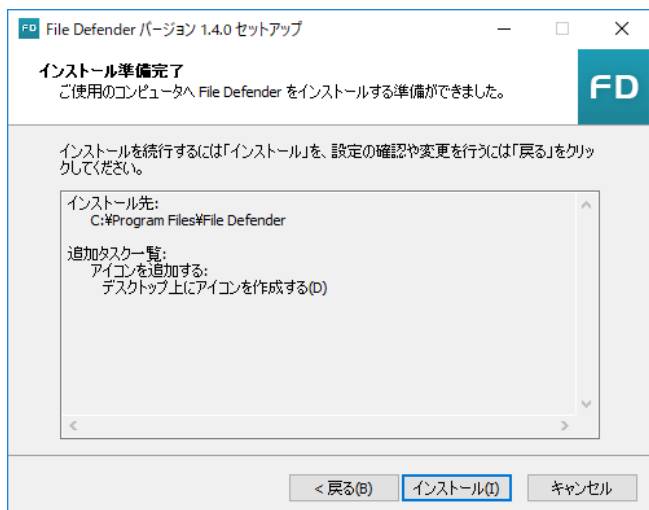 FD File Defender バージョン 1.4.0 セットアップ
インストール準備完了
ご使用のコンピュータへ File Defender をインストールする準備ができました。
FD
インストールを続行するには「インストール」を、設定の確認や変更を行うには「戻る」をクリッ
クしてください。
インストール先:
C:¥Program Files¥File Defender
追加タスク一覧:
アイコンを追加する:
デスクトップ上にアイコンを作成する(D)
< 戻る(B) インストール(I) キャンセル